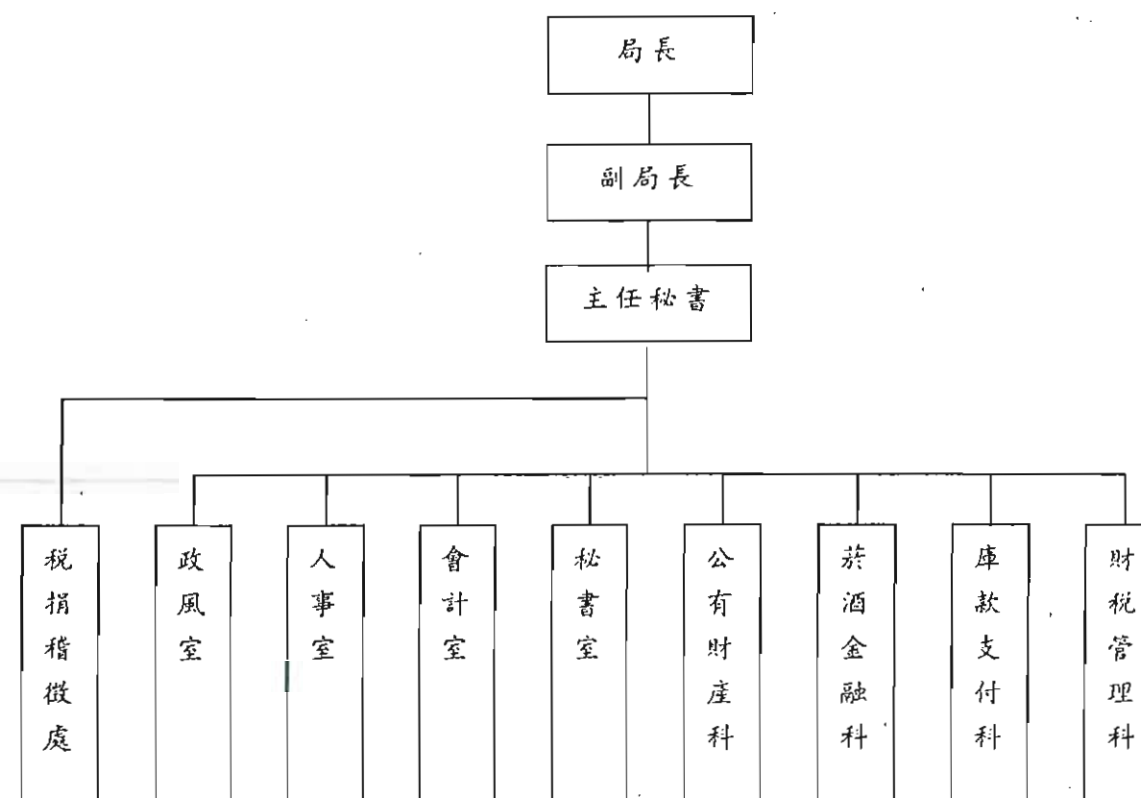 局長
副局長
主任秘書
稅捐稽徵處
政風室
人事室
會計室
秘書室
公有財產科
菸酒金融科
庫款支付科
財稅管理科